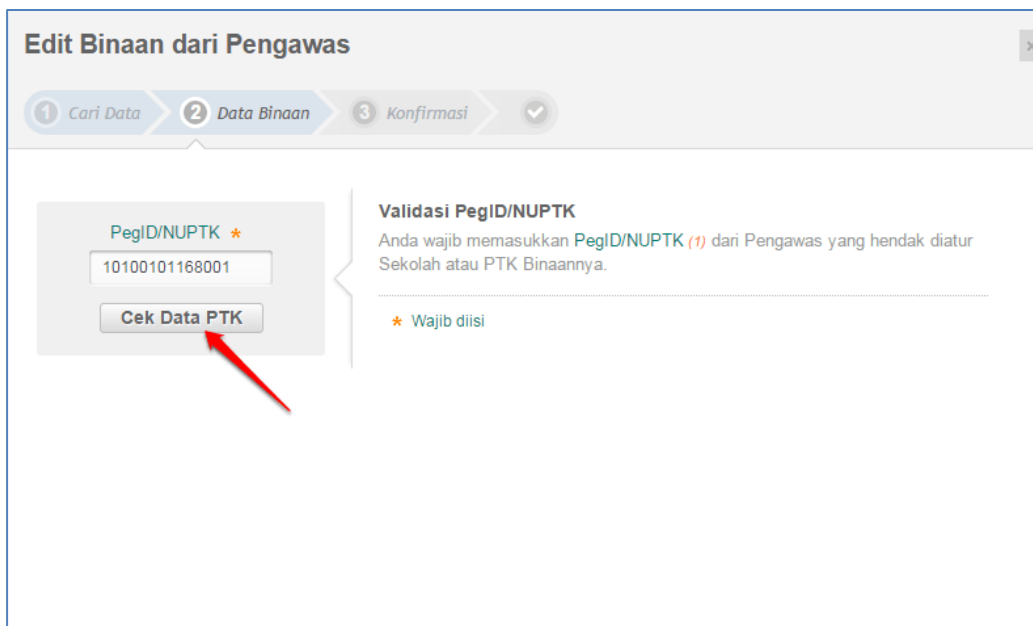 Edit Binaan dari Pengawas
1 Cari Data 2 Data Binaan 3 Konfirmasi
PegID/NUPTK *
10100101168001
Cek Data PTK
Validasi PegID/NUPTK
Anda wajib memasukkan PegID/NUPTK (1) dari Pengawas yang hendak diatur
Sekolah atau PTK Binaannya.
* Wajib diisi